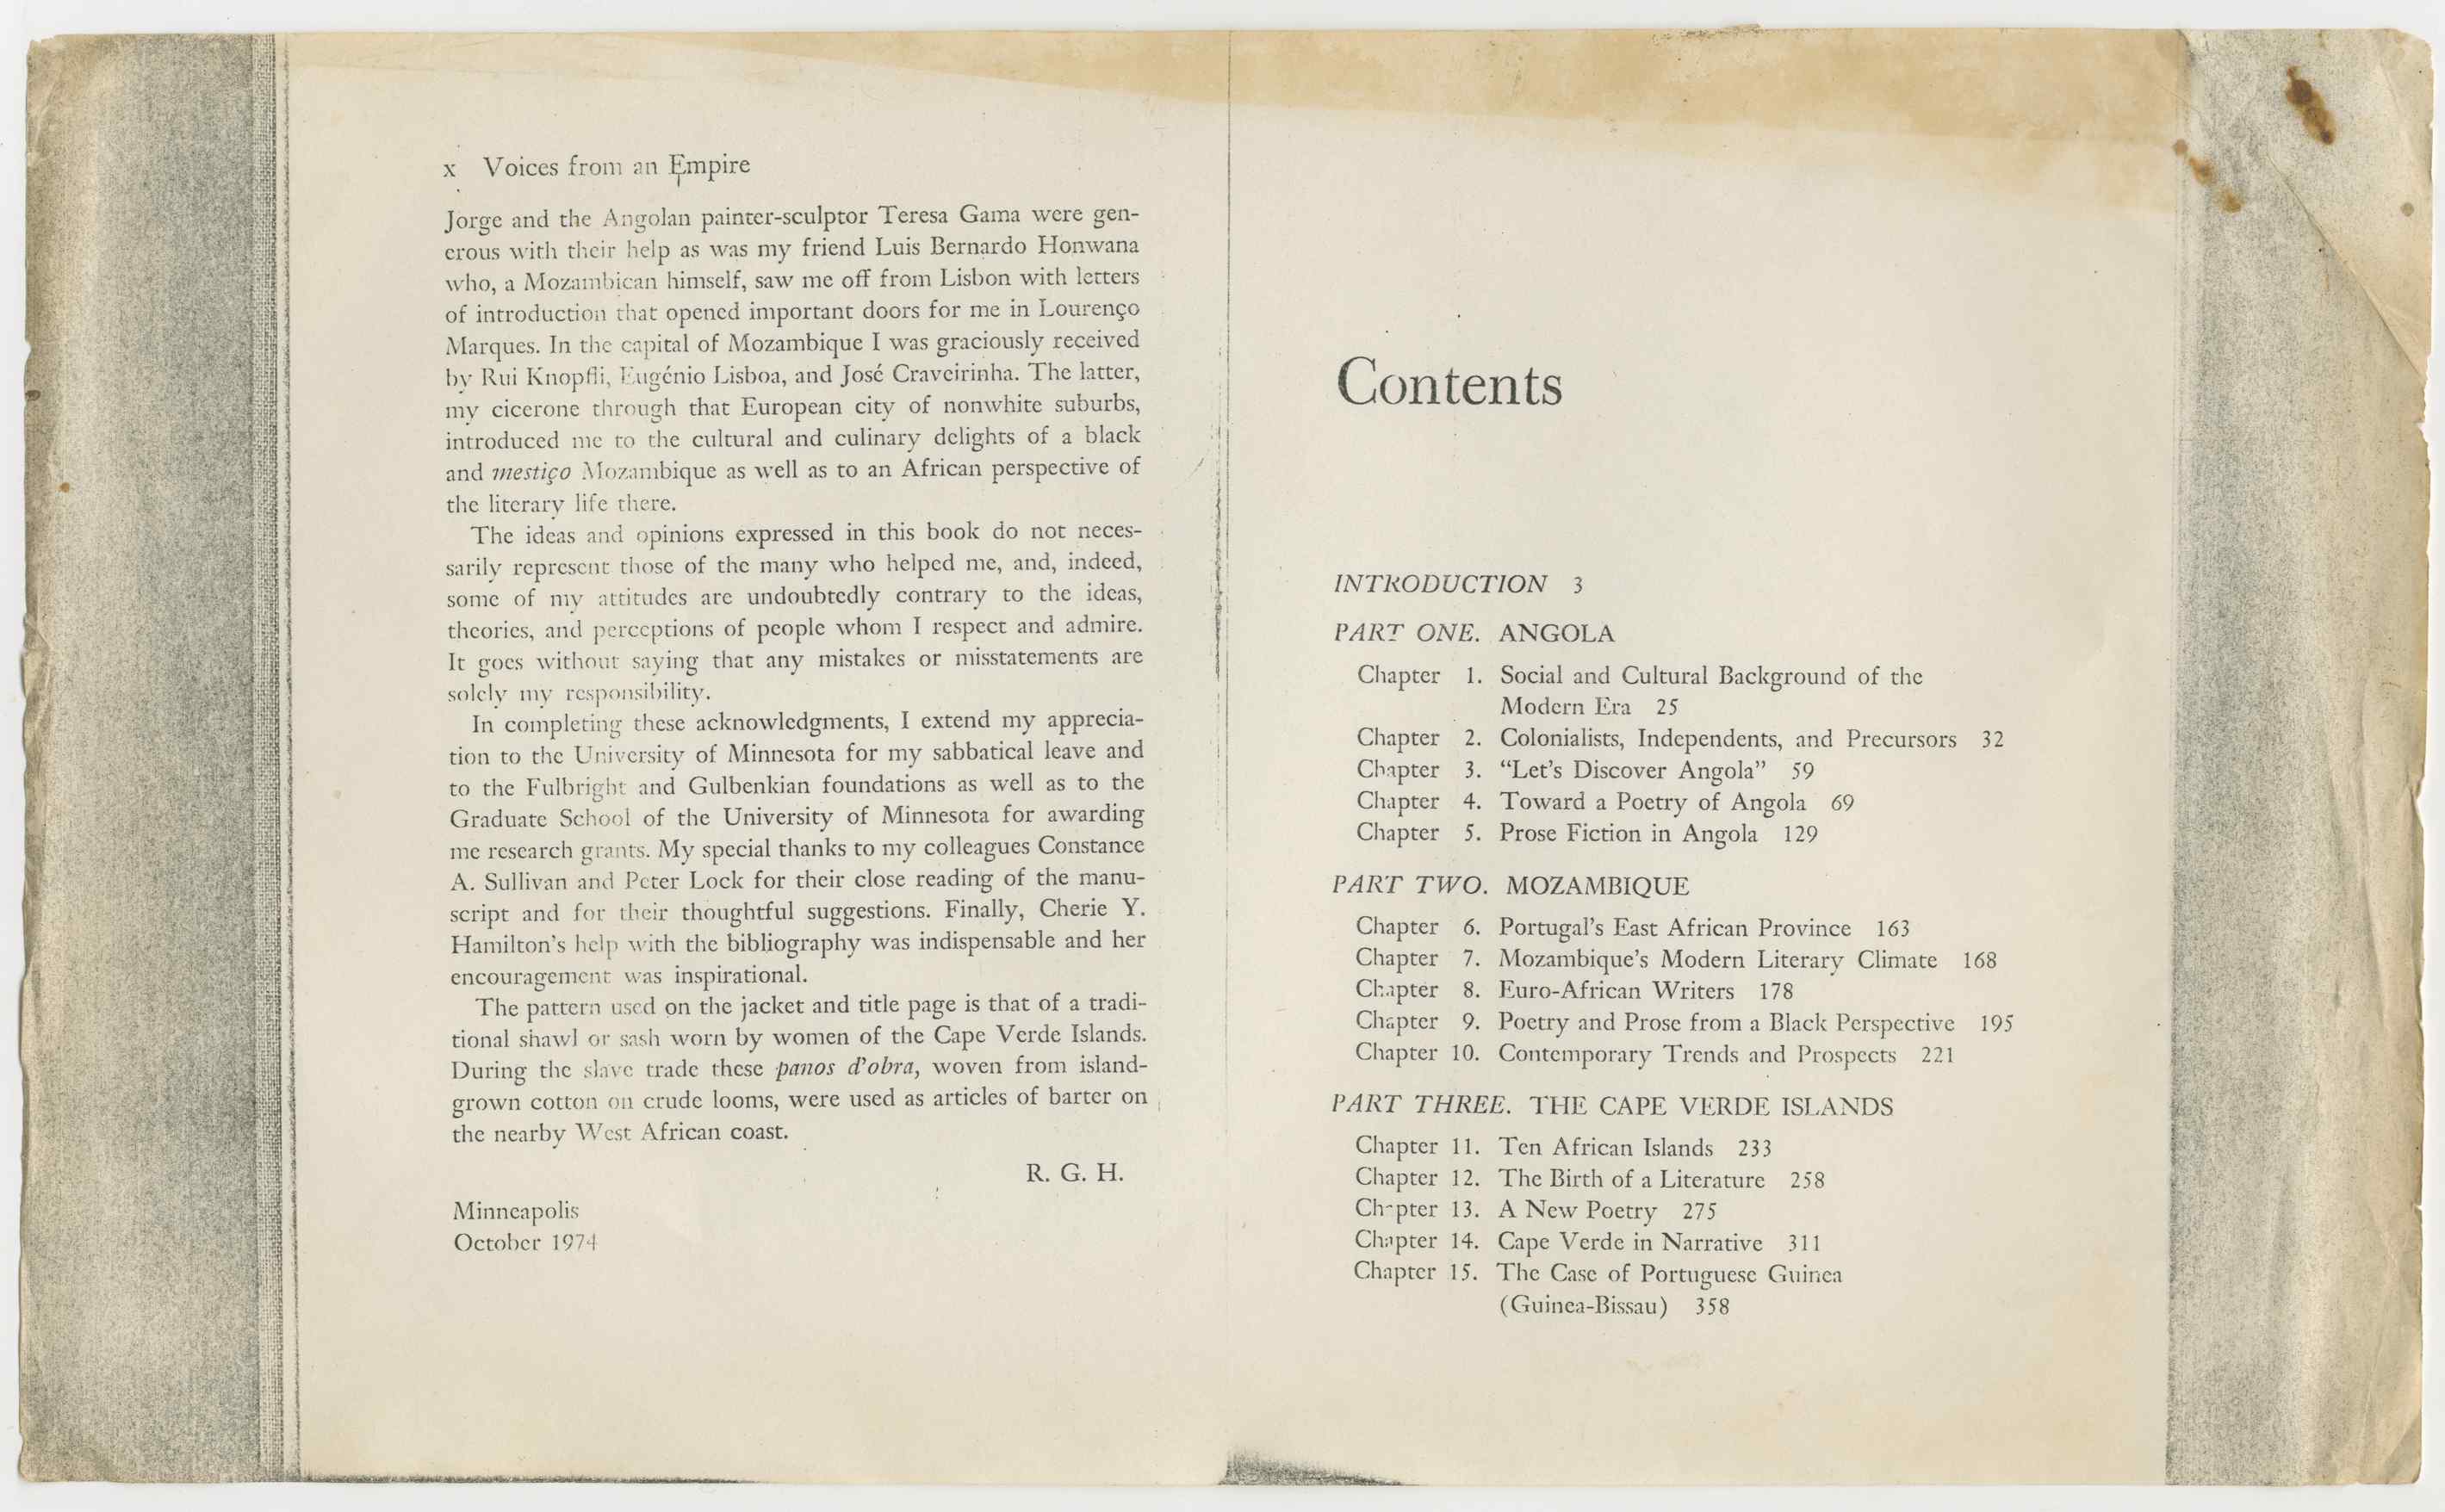 x Voices from an Empire
Jorge and the Angolan painter-sculptor Teresa Gama were gen-
erous with their help as was my friend Luis Bernardo Honwana
who, a Mozambican himself, saw me off from Lisbon with letters
of introduction that opened important doors for me in Lourenço
Marques. In the capital of Mozambique I was graciously received
by Rui Knopfli, Eugénio Lisboa, and José Craveirinha. The latter,
my cicerone through that European city of nonwhite suburbs,
introduced me to the cultural and culinary delights of a black
and mestiço Mozambique as well as to an African perspective of
the literary life there.
The ideas and opinions expressed in this book do not neces-
sarily represent those of the many who helped me, and, indeed,
some of my attitudes are undoubtedly contrary to the ideas,
theories, and perceptions of people whom I respect and admire.
It goes without saying that any mistakes or misstatements are
solely my responsibility.
In completing these acknowledgments, I extend my apprecia-
tion to the University of Minnesota for my sabbatical leave and
to the Fulbright and Gulbenkian foundations as well as to the
Graduate School of the University of Minnesota for awarding
me research grants. My special thanks to my colleagues Constance
A. Sullivan and Peter Lock for their close reading of the manu-
script and for their thoughtful suggestions. Finally, Cherie Y.
Hamilton's help with the bibliography was indispensable and her
encouragement was inspirational.
The pattern used on the jacket and title page is that of a tradi-
tional shawl or sash worn by women of the Cape Verde Islands.
During the slave trade these panos d'obra, woven from island-
grown cotton on crude looms, were used as articles of barter on
the nearby West African coast.
R. G. H.
Minneapolis
October 1974
Contents
INTRODUCTION 3
PART ONE. ANGOLA
Chapter 1. Social and Cultural Background of the
Modern Era 25
Chapter 2. Colonialists, Independents, and Precursors 32
Chapter 3. “Let’s Discover Angola” 59
Chapter 4. Toward a Poetry of Angola 69
Chapter 5. Prose Fiction in Angola 129
PART TWO. MOZAMBIQUE
Chapter 6. Portugal's East African Province 163
Chapter 7. Mozambique's Modern Literary Climate 168
Chapter 8. Euro-African Writers 178
Chapter 9. Poetry and Prose from a Black Perspective 195
Chapter 10. Contemporary Trends and Prospects 221
PART THREE. THE CAPE VERDE ISLANDS
Chapter 11. Ten African Islands 233
Chapter 12. The Birth of a Literature 258
Chapter 13. A New Poetry 275
Chapter 14. Cape Verde in Narrative 311
Chapter 15. The Case of Portuguese Guinea
(Guinea-Bissau) 358